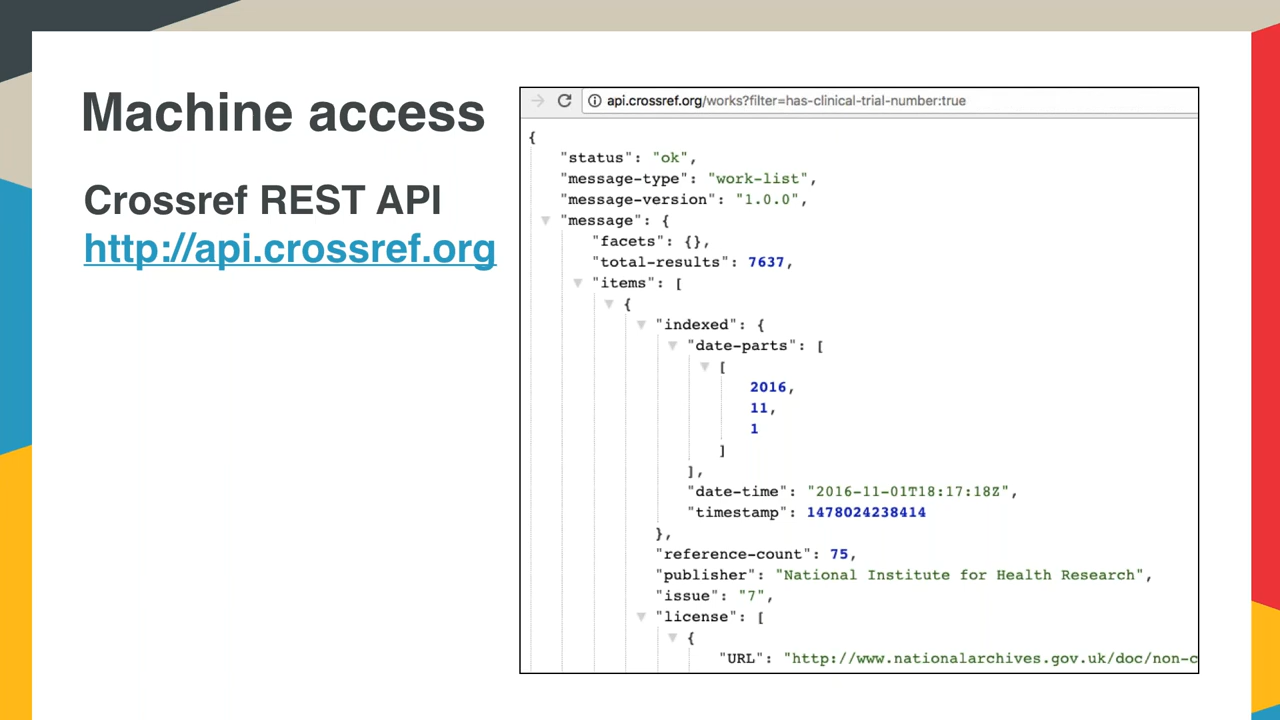 Machine access
Crossref REST API
http://api.crossref.org
api.crossref.org/works?filter=has-clinical-trial-number:true
{
"status": "ok",
"message-type": "work-list",
"message-version": "1.0.0",
"message": {
"facets": {},
"total-results": 7637,
"items": [
{
"indexed": {
"date-parts": [
[
2016,
11,
1
]
],
"date-time": "2016-11-01T18:17:18Z",
"timestamp": 1478024238414
},
"reference-count": 75,
"publisher": "National Institute for Health Research",
"issue": "7",
"license": [
{
"URL": "http://www.nationalarchives.gov.uk/doc/non-c